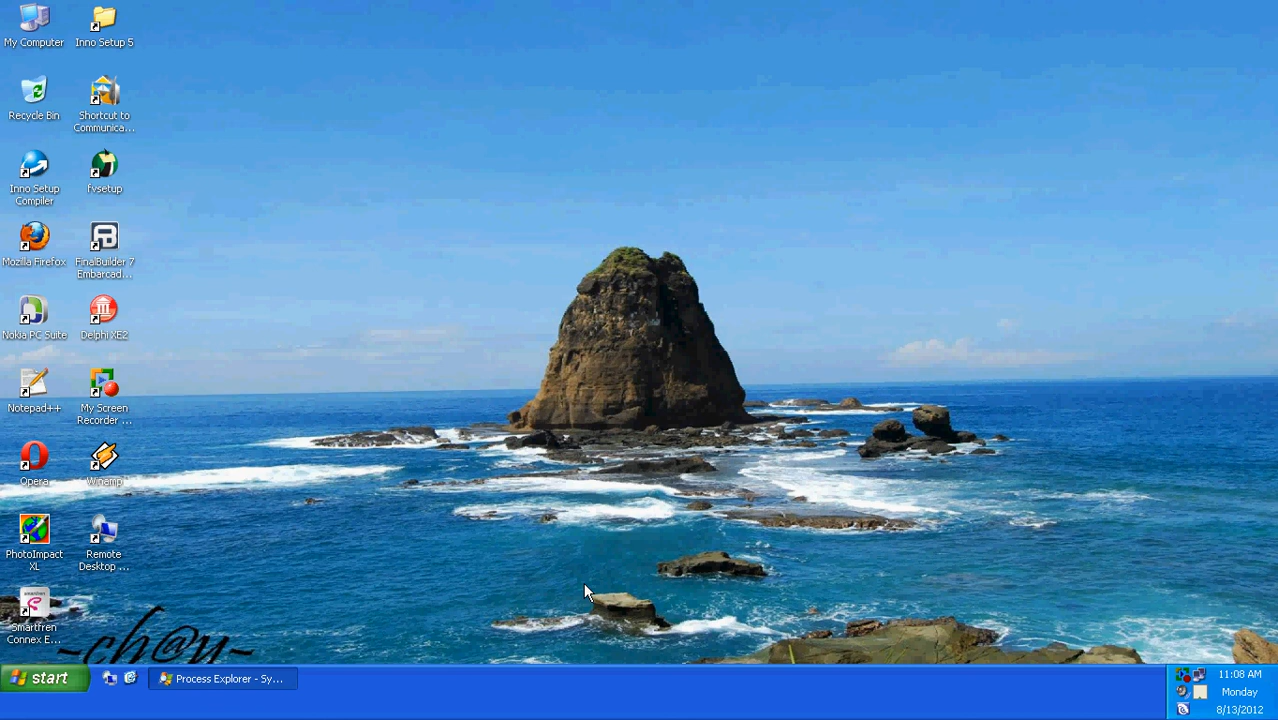 My Computer
Inno Setup 5
Recycle Bin
Shortcut to
Communica...
Inno Setup
Compiler
fvsetup
Mozilla Firefox
FinalBuilder 7
Embarcad...
Nokia PC Suite
Delphi XE2
Notepad++
My Screen
Recorder ...
Opera
Winamp
PhotoImpact
XL
Remote
Desktop ...
smartfren
Smartfren
Connex E...
~ch@y~
start
Process Explorer - Sy...
11:08 AM
Monday
8/13/2012